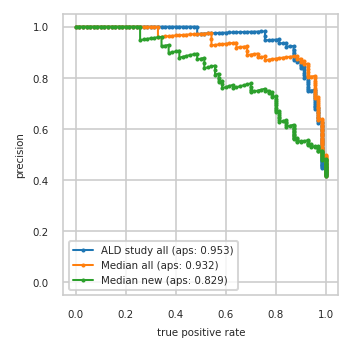 1.0
0.8
0.6
0.4
0.2
0.0
precision
0.0 0.2 0.4 0.6 0.8 1.0
true positive rate
ALD study all (aps: 0.953)
Median all (aps: 0.932)
Median new (aps: 0.829)